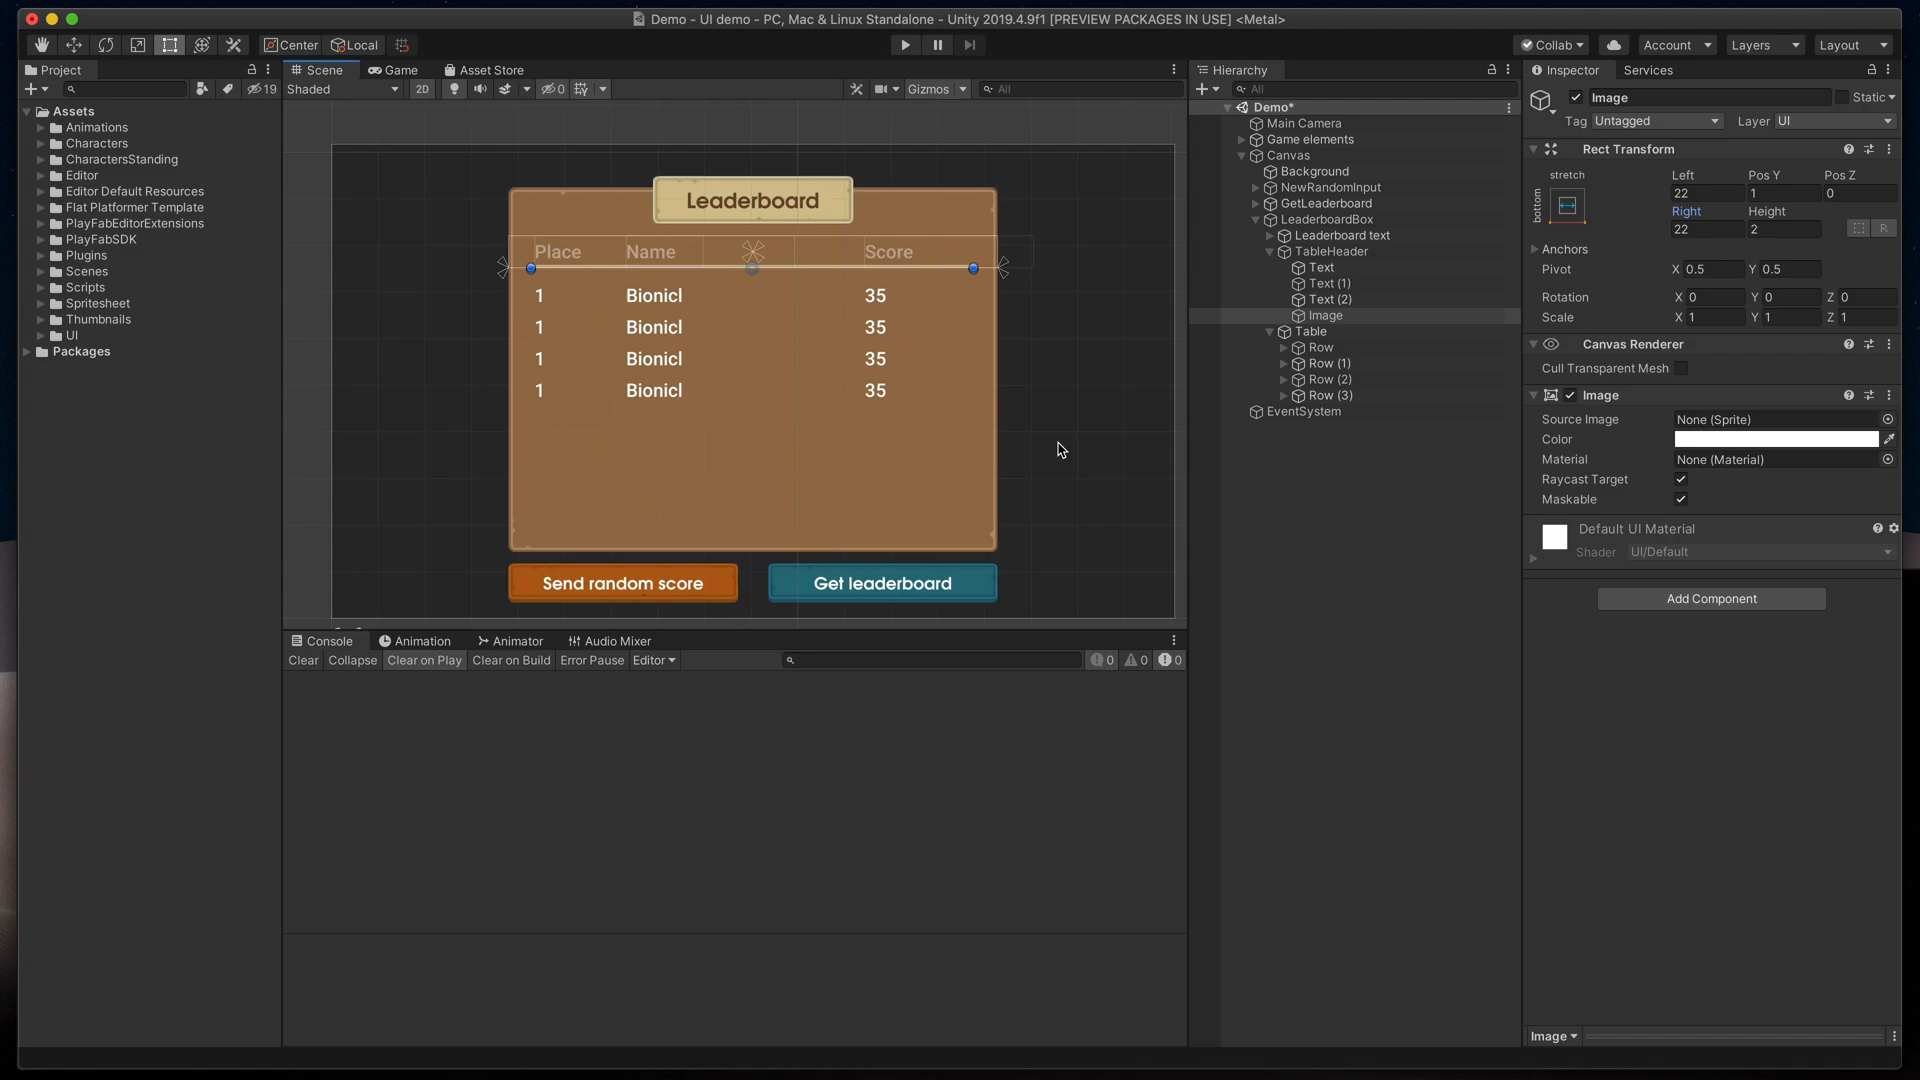 Demo - UI demo - PC, Mac & Linux Standalone - Unity 2019.4.9f1 [PREVIEW PACKAGES IN USE] <Metal>
Center Local Collab Account Layers Layout
Project Scene Game Asset Store Hierarchy Inspector Services
19 Shaded 2D 0 Gizmos All All
Assets
Animations
Characters
CharactersStanding
Editor
Editor Default Resources
Flat Platformer Template
PlayFabEditorExtensions
PlayFabSDK
Plugins
Scenes
Scripts
Spritesheet
Thumbnails
UI
Packages
Leaderboard
Place Name Score
1 Bionicl 35
1 Bionicl 35
1 Bionicl 35
1 Bionicl 35
Send random score Get leaderboard
Console Animation Animator Audio Mixer
Clear Collapse Clear on Play Clear on Build Error Pause Editor 0 0 0
Demo*
Main Camera
Game elements
Canvas
Background
NewRandomInput
GetLeaderboard
LeaderboardBox
Leaderboard text
TableHeader
Text
Text (1)
Text (2)
Image
Table
Row
Row (1)
Row (2)
Row (3)
EventSystem
Image Static
Tag Untagged Layer UI
Rect Transform
stretch Left Pos Y Pos Z
bottom 22 1 0
Right Height
22 2 R
Anchors
Pivot X 0.5 Y 0.5
Rotation X 0 Y 0 Z 0
Scale X 1 Y 1 Z 1
Canvas Renderer
Cull Transparent Mesh
Image
Source Image None (Sprite)
Color
Material None (Material)
Raycast Target
Maskable
Default UI Material
Shader UI/Default
Add Component
Image